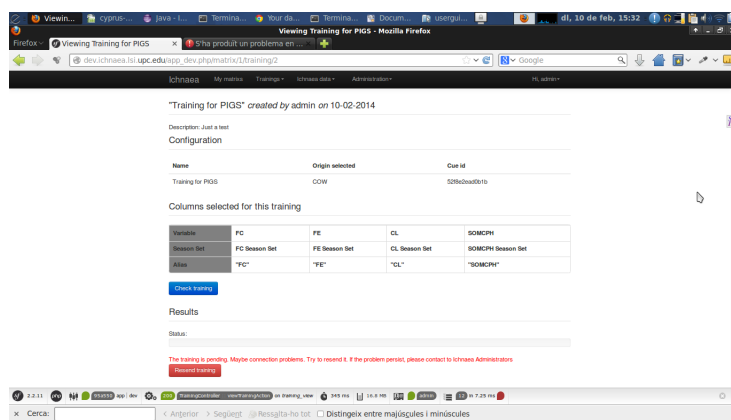 Viewin... cyprus-... Java - I... Termina... Your da... Termina... Docum... usergui... dl, 10 de feb, 15:32
Viewing Training for PIGS - Mozilla Firefox
Firefox Viewing Training for PIGS × S'ha produït un problema en ...
dev.ichnaea.lsi.upc.edu/app_dev.php/matrix/1/training/2 Google
Ichnaea My matrixs Trainings Ichnaea data Administration Hi, admin
"Training for PIGS" created by admin on 10-02-2014
Description: Just a test
Configuration
Name Origin selected Cue id
Training for PIGS COW 52f8e2ead0b1b
Columns selected for this training
Variable FC FE CL SOMCPH
Season Set FC Season Set FE Season Set CL Season Set SOMCPH Season Set
Alias "FC" "FE" "CL" "SOMCPH"
Check training
Results
Status:
The training is pending. Maybe connection problems. Try to resend it. If the problem persist, please contact to Ichnaea Administrators
Resend training
2.2.11 php app | dev 200 TrainingController viewTrainingAction on training_view 345 ms 16.8 MB admin 12 in 7.25 ms
× Cerca: < Anterior > Següent Ressalta-ho tot Distingeix entre majúscules i minúscules